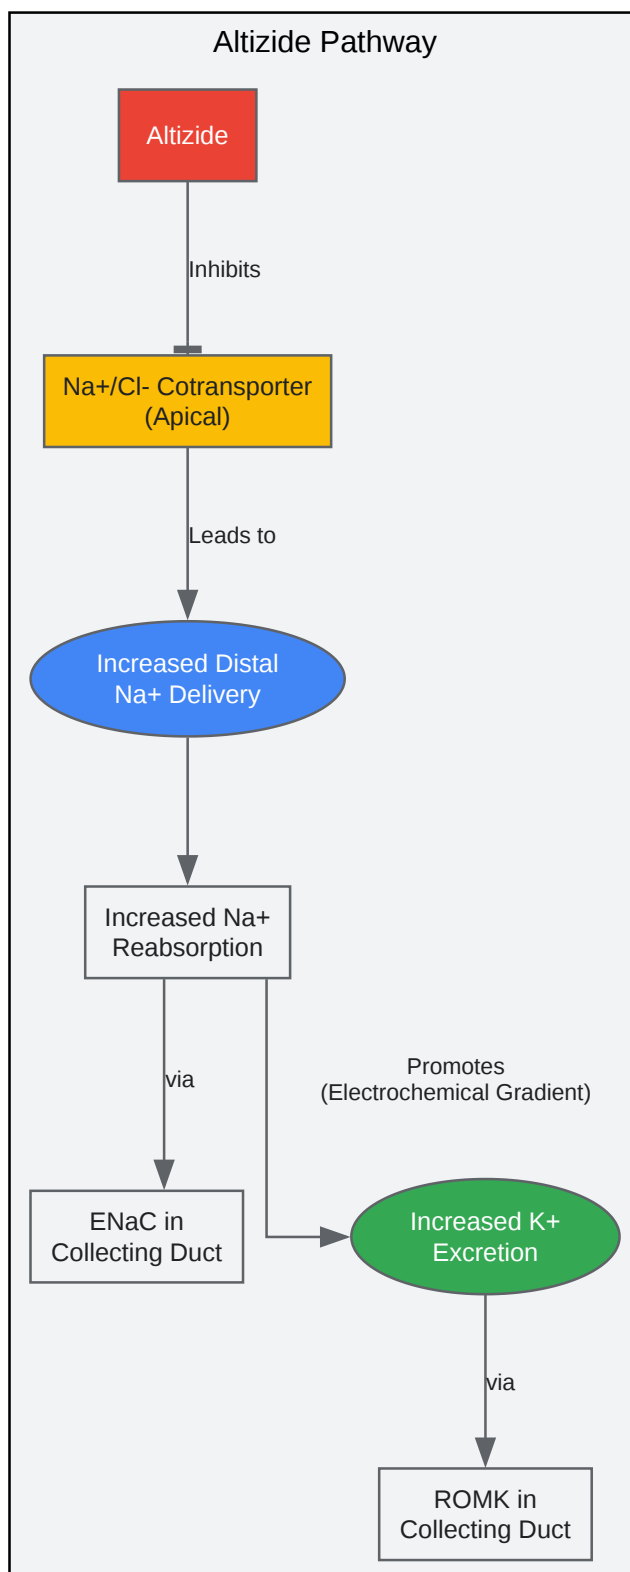 Altizide Pathway
Altizide
Inhibits
Na+/Cl- Cotransporter
(Apical)
Leads to
Increased Distal
Na+ Delivery
Increased Na+
Reabsorption
via
Promotes
(Electrochemical Gradient)
ENaC in
Collecting Duct
Increased K+
Excretion
via
ROMK in
Collecting Duct